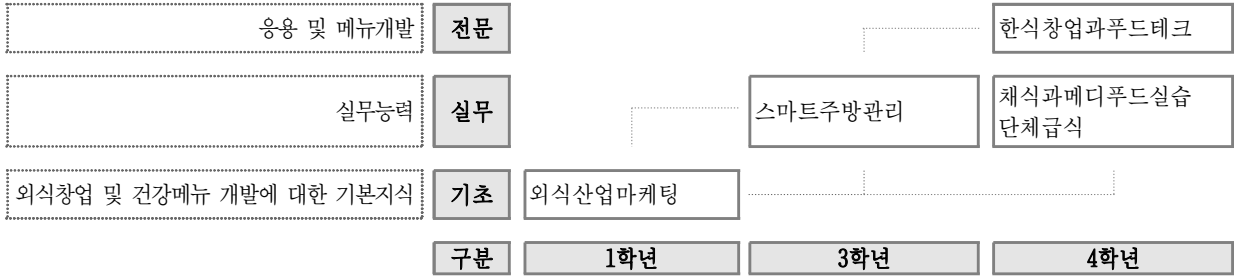 응용 및 메뉴개발 전문 한식창업과푸드테크
실무능력 실무 스마트주방관리 채식과메디푸드실습
단체급식
외식창업 및 건강메뉴 개발에 대한 기본지식 기초 외식산업마케팅
구분 1학년 3학년 4학년